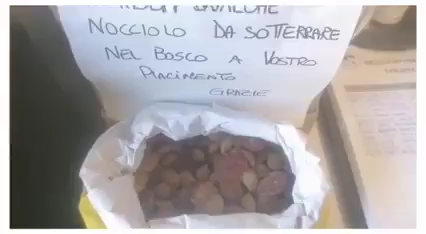 QUALCHE
NOCCIOLO DA SOTTERRARE
NEL BOSCO A VOSTRO
PIACIMENTO
GRAZIE